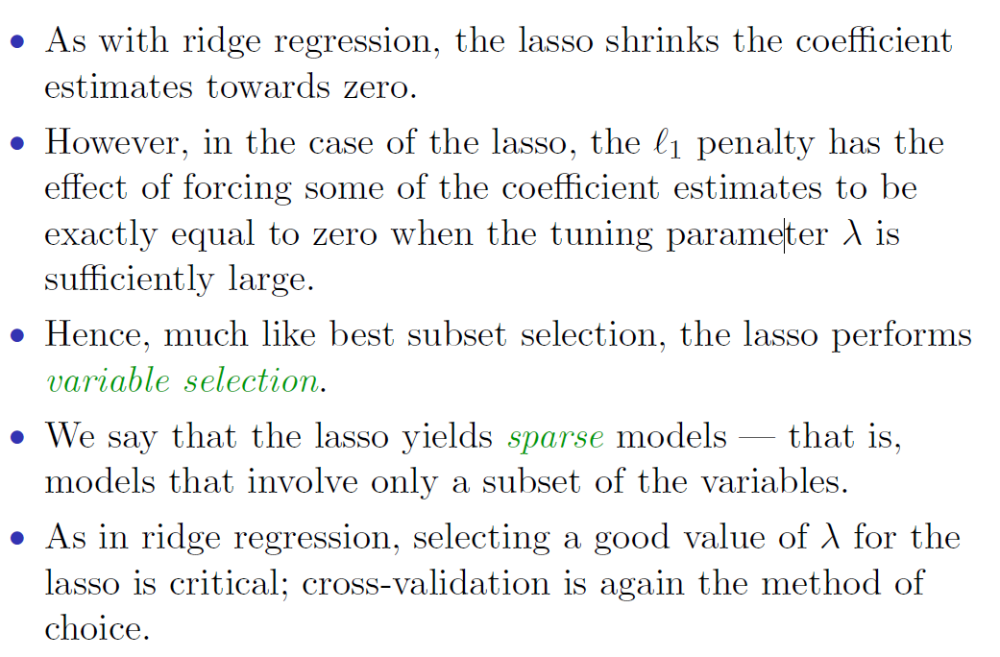 • As with ridge regression, the lasso shrinks the coefficient
estimates towards zero.
• However, in the case of the lasso, the ℓ₁ penalty has the
effect of forcing some of the coefficient estimates to be
exactly equal to zero when the tuning parameter λ is
sufficiently large.
• Hence, much like best subset selection, the lasso performs
variable selection.
• We say that the lasso yields sparse models — that is,
models that involve only a subset of the variables.
• As in ridge regression, selecting a good value of λ for the
lasso is critical; cross-validation is again the method of
choice.